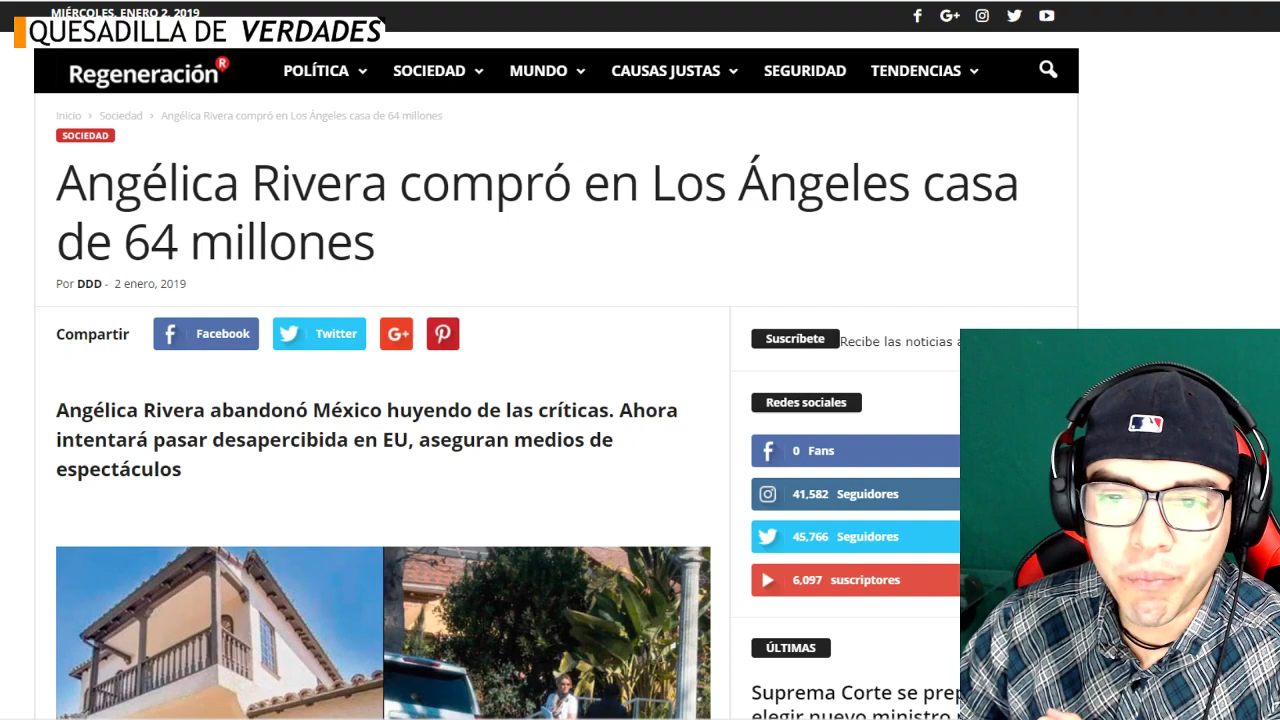 MIÉRCOLES, ENERO 2, 2019
QUESADILLA DE VERDADES
Regeneración R
POLÍTICA SOCIEDAD MUNDO CAUSAS JUSTAS SEGURIDAD TENDENCIAS
Inicio › Sociedad › Angélica Rivera compró en Los Ángeles casa de 64 millones
SOCIEDAD
Angélica Rivera compró en Los Ángeles casa
de 64 millones
Por DDD - 2 enero, 2019
Compartir
Facebook
Twitter
G+
Suscríbete
Recibe las noticias a
Angélica Rivera abandonó México huyendo de las críticas. Ahora
intentará pasar desapercibida en EU, aseguran medios de
espectáculos
Redes sociales
0 Fans
41,582 Seguidores
45,766 Seguidores
6,097 suscriptores
ÚLTIMAS
Suprema Corte se prep
elegir nuevo ministro